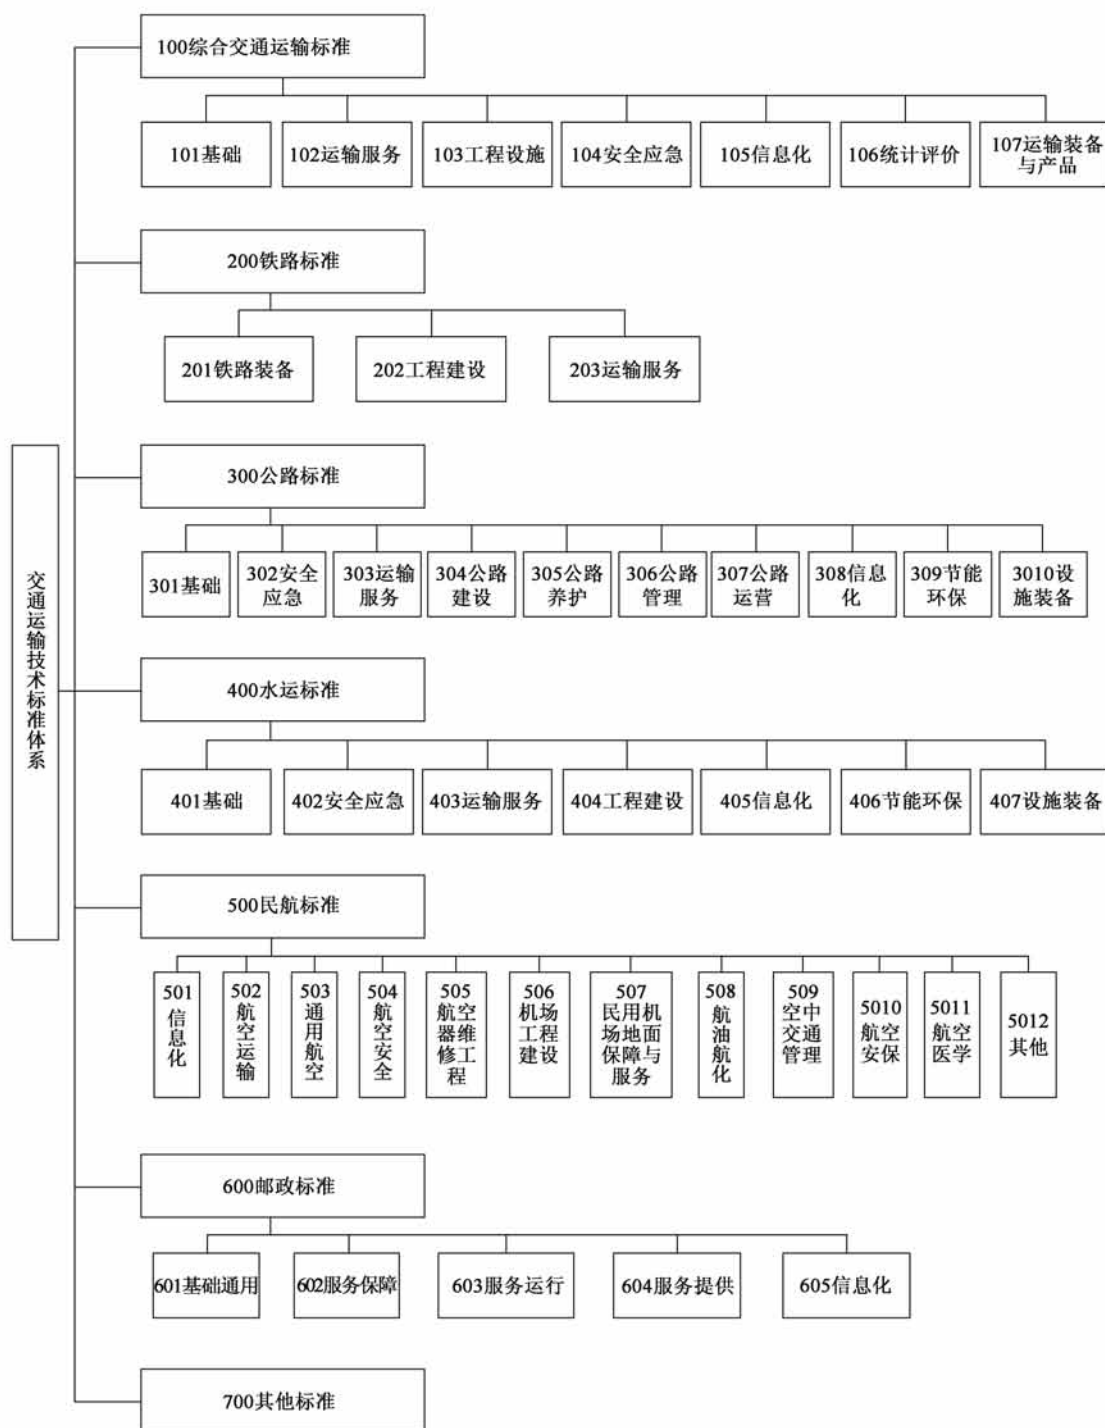 100综合交通运输标准
101基础
102运输服务
103工程设施
104安全应急
105信息化
106统计评价
107运输装备
与产品
200铁路标准
201铁路装备
202工程建设
203运输服务
交通运输技术标准体系
300公路标准
301基础
302安全
应急
303运输
服务
304公路
建设
305公路
养护
306公路
管理
307公路
运营
308信息
化
309节能
环保
3010设
施装备
400水运标准
401基础
402安全应急
403运输服务
404工程建设
405信息化
406节能环保
407设施装备
500民航标准
501
信息化
502
航空运输
503
通用航空
504
航空安全
505
航空
器维
修工
程
506
机场
工程
建设
507
民用机
场地面
保障与
服务
508
航油航化
509
空中
交通
管理
5010
航空
安保
5011
航空
医学
5012
其他
600邮政标准
601基础通用
602服务保障
603服务运行
604服务提供
605信息化
700其他标准